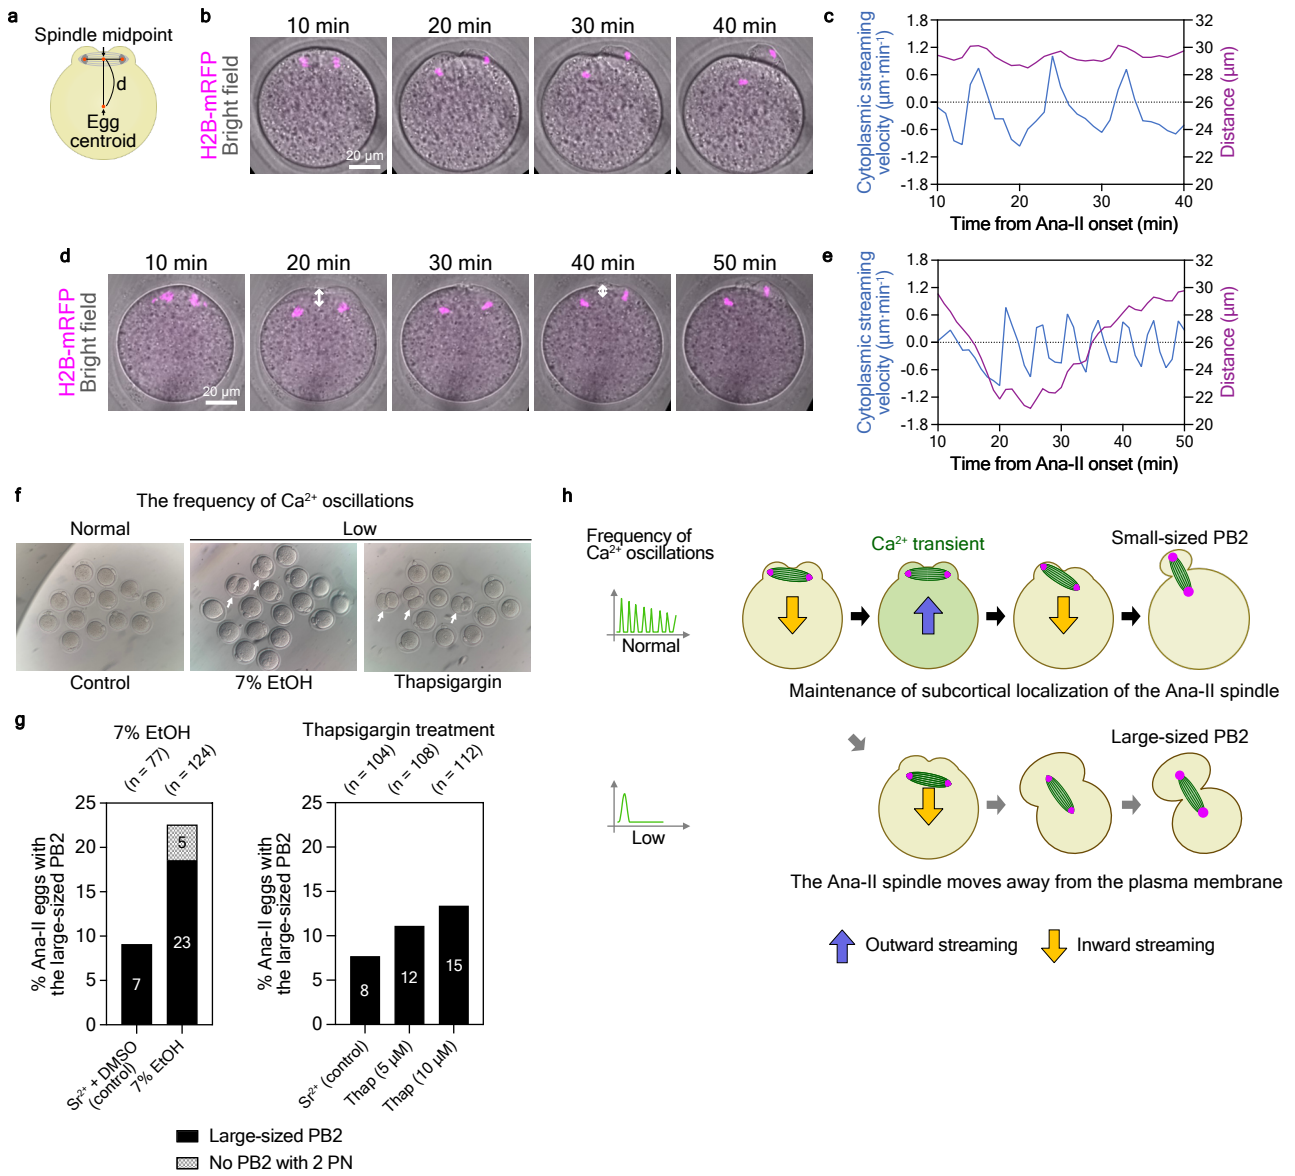 a
Spindle midpoint
d
Egg
centroid
b
10 min
20 min
30 min
40 min
H2B-mRFP
Bright field
20 µm
c
Cytoplasmic streaming
velocity (µm·min⁻¹)
1.8
1.2
0.6
0.0
-0.6
-1.2
-1.8
32
30
28
26
24
22
20
Distance (µm)
10
20
30
40
Time from Ana-II onset (min)
d
10 min
20 min
30 min
40 min
50 min
H2B-mRFP
Bright field
20 µm
e
Cytoplasmic streaming
velocity (µm·min⁻¹)
1.8
1.2
0.6
0.0
-0.6
-1.2
-1.8
32
30
28
26
24
22
20
Distance (µm)
10
20
30
40
50
Time from Ana-II onset (min)
f
The frequency of Ca²⁺ oscillations
Normal
Low
Control
7% EtOH
Thapsigargin
g
7% EtOH
(n = 77)
(n = 124)
% Ana-II eggs with
the large-sized PB2
25
20
15
10
5
0
7
5
23
Sr²⁺ + DMSO
(control)
7% EtOH
Thapsigargin treatment
(n = 104)
(n = 108)
(n = 112)
% Ana-II eggs with
the large-sized PB2
25
20
15
10
5
0
8
12
15
Sr²⁺ (control)
Thap (5 µM)
Thap (10 µM)
Large-sized PB2
No PB2 with 2 PN
h
Frequency of
Ca²⁺ oscillations
Ca²⁺ transient
Small-sized PB2
Normal
Maintenance of subcortical localization of the Ana-II spindle
Large-sized PB2
Low
The Ana-II spindle moves away from the plasma membrane
Outward streaming
Inward streaming